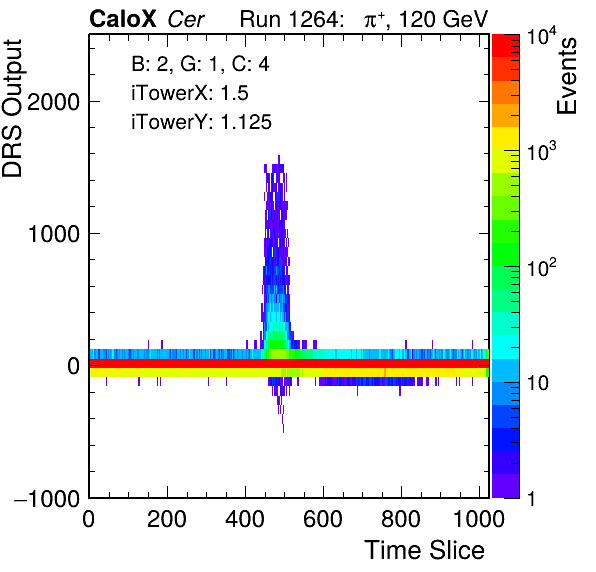 CaloX Cer Run 1264: π⁺, 120 GeV
B: 2, G: 1, C: 4
iTowerX: 1.5
iTowerY: 1.125
DRS Output
2000
1000
0
−1000
0 200 400 600 800 1000
Time Slice
Events
10⁴
10³
10²
10
1